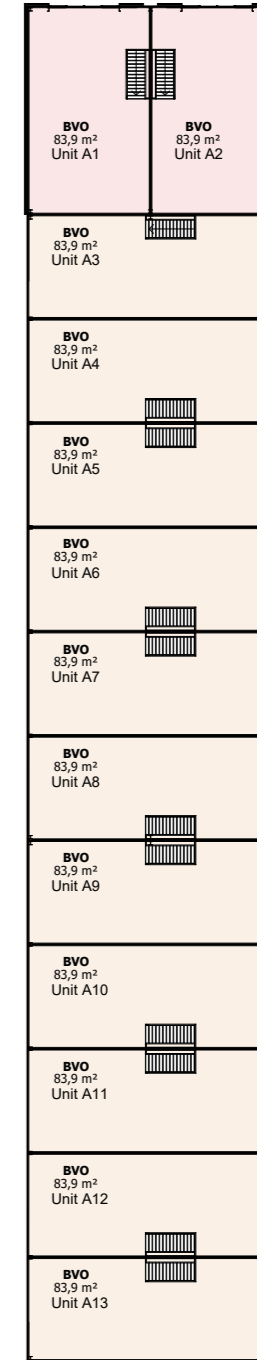 BVO
83,9 m²
Unit A1
BVO
83,9 m²
Unit A2
BVO
83,9 m²
Unit A3
BVO
83,9 m²
Unit A4
BVO
83,9 m²
Unit A5
BVO
83,9 m²
Unit A6
BVO
83,9 m²
Unit A7
BVO
83,9 m²
Unit A8
BVO
83,9 m²
Unit A9
BVO
83,9 m²
Unit A10
BVO
83,9 m²
Unit A11
BVO
83,9 m²
Unit A12
BVO
83,9 m²
Unit A13